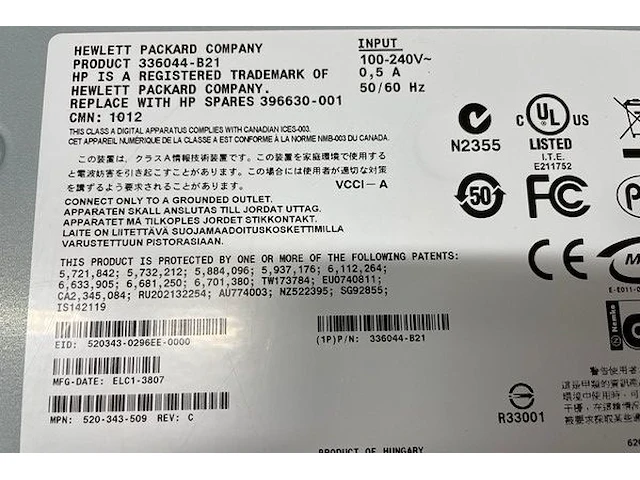 HEWLETT PACKARD COMPANY
PRODUCT 336044-B21
HP IS A REGISTERED TRADEMARK OF
HEWLETT PACKARD COMPANY.
REPLACE WITH HP SPARES 396630-001
CMN: 1012
INPUT
100-240V~
0,5 A
50/60 Hz
THIS CLASS A DIGITAL APPARATUS COMPLIES WITH CANADIAN ICES-003.
CET APPAREIL NUMÉRIQUE DE LA CLASSE A EST CONFORME À LA NORME NMB-003 DU CANADA.
この装置は、クラスA情報技術装置です。この装置を家庭環境で使用すると電波妨害を引き起こすことがあります。この場合には使用者が適切な対策
を講ずるよう要求されることがあります。 VCCI-A
CONNECT ONLY TO A GROUNDED OUTLET.
APPARATEN SKALL ANSLUTAS TILL JORDAT UTTAG.
APPARATET MÅ TILKOPLES JORDET STIKKONTAKT.
LAITE ON LIITETTÄVÄ SUOJAMAADOITUSKOSKETTIMILLA
VARUSTETTUUN PISTORASIAAN.
N2355
C UL US
LISTED
I.T.E.
E211752
50
FC
CE
THIS PRODUCT IS PROTECTED BY ONE OR MORE OF THE FOLLOWING PATENTS:
5,721,842; 5,732,212; 5,884,096; 5,937,176; 6,112,264;
6,633,905; 6,681,250; 6,701,380; TW173784; EU0740811;
CA2,345,084; RU202132254; AU774003; NZ522395; SG92855,
IS142119
EID: 520343-0296EE-0000
(1P)P/N: 336044-B21
MFG-DATE: ELC1-3807
MPN: 520-343-509 REV: C
N Nemko
R33001
警告使用者
PRODUCT OF HUNGARY